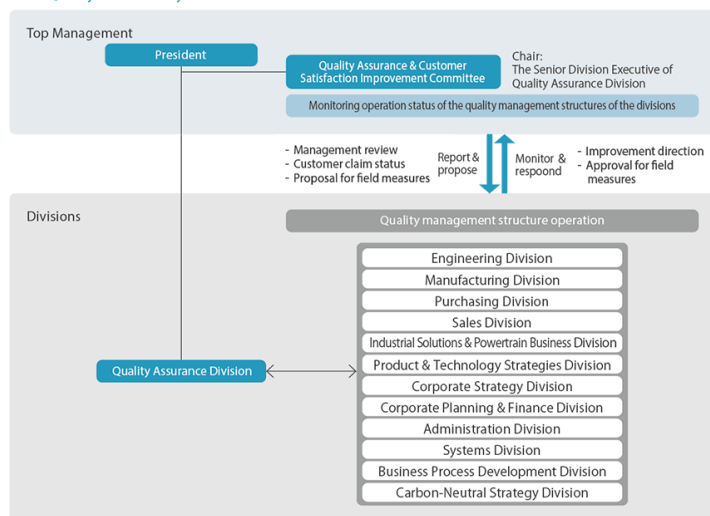 Top Management
President
Quality Assurance & Customer
Satisfaction Improvement Committee
Chair:
The Senior Division Executive of
Quality Assurance Division
Monitoring operation status of the quality management structures of the divisions
- Management review
- Customer claim status
- Proposal for field measures
Report &
propose
Monitor &
respond
- Improvement direction
- Approval for field
measures
Divisions
Quality management structure operation
Engineering Division
Manufacturing Division
Purchasing Division
Sales Division
Industrial Solutions & Powertrain Business Division
Quality Assurance Division
Product & Technology Strategies Division
Corporate Strategy Division
Corporate Planning & Finance Division
Administration Division
Systems Division
Business Process Development Division
Carbon-Neutral Strategy Division